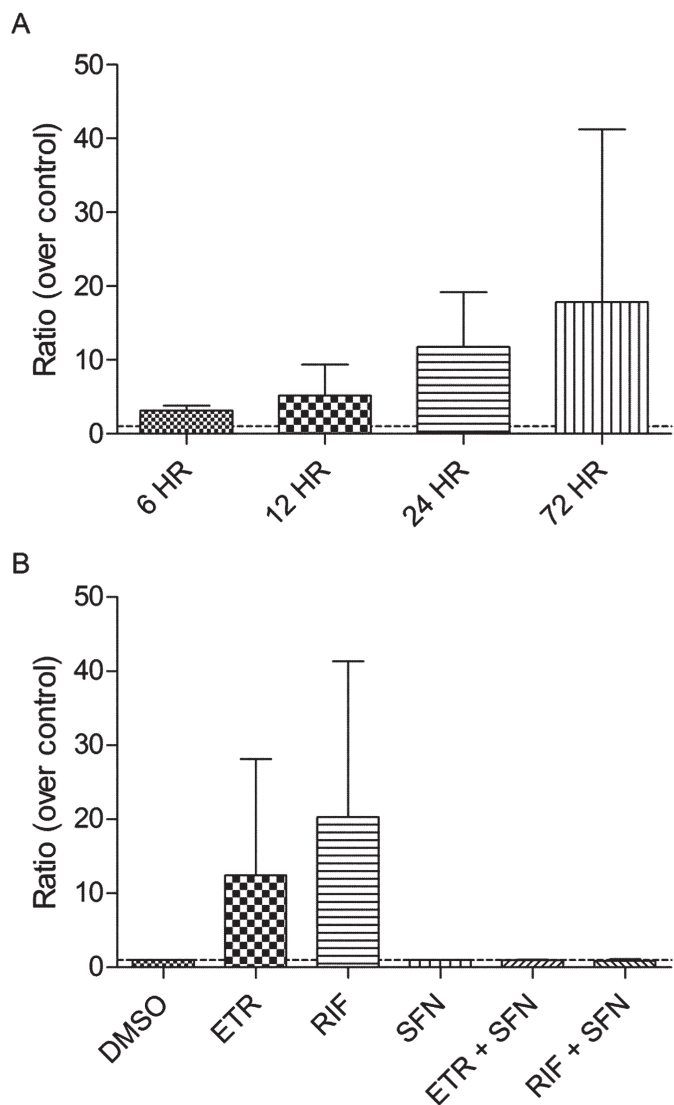 A
Ratio (over control)
50
40
30
20
10
0
6 HR
12 HR
24 HR
72 HR
B
Ratio (over control)
50
40
30
20
10
0
DMSO
ETR
RIF
SFN
ETR + SFN
RIF + SFN